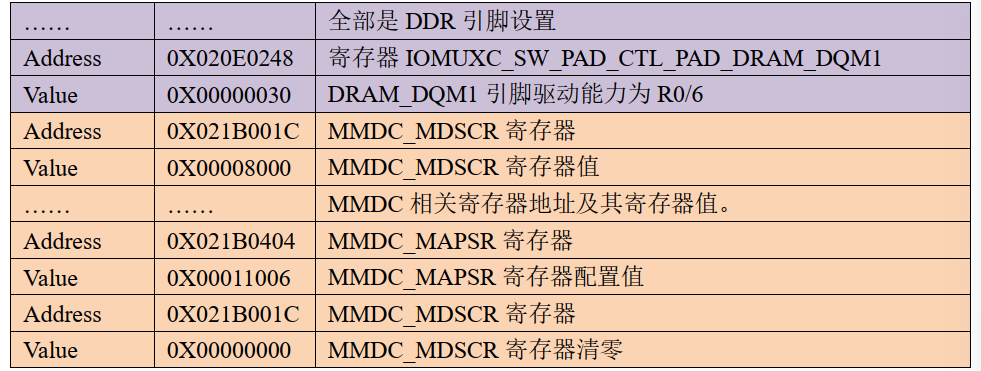 …… …… 全部是 DDR 引脚设置
Address 0X020E0248 寄存器 IOMUXC_SW_PAD_CTL_PAD_DRAM_DQM1
Value 0X00000030 DRAM_DQM1 引脚驱动能力为 R0/6
Address 0X021B001C MMDC_MDSCR 寄存器
Value 0X00008000 MMDC_MDSCR 寄存器值
…… …… MMDC 相关寄存器地址及其寄存器值。
Address 0X021B0404 MMDC_MAPSR 寄存器
Value 0X00011006 MMDC_MAPSR 寄存器配置值
Address 0X021B001C MMDC_MDSCR 寄存器
Value 0X00000000 MMDC_MDSCR 寄存器清零